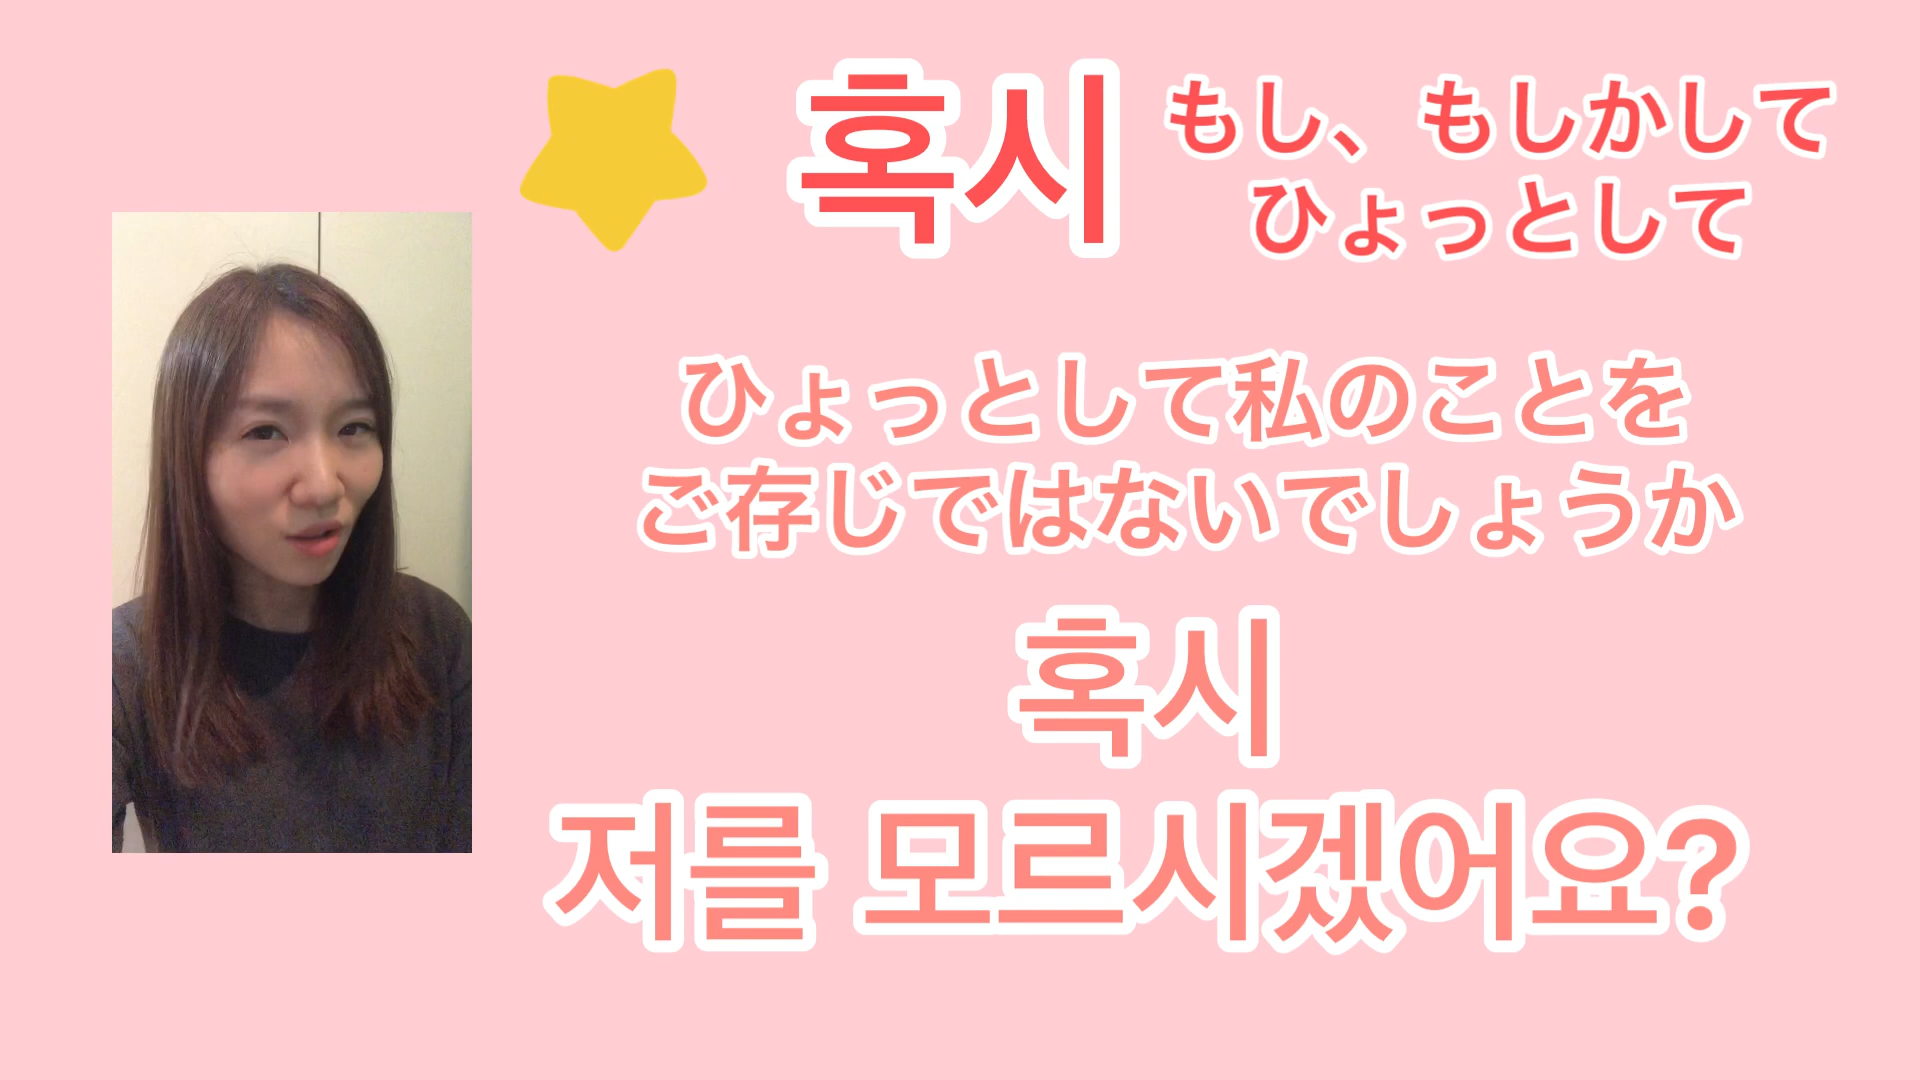 혹시
もし、もしかして
ひょっとして
ひょっとして私のことを
ご存じではないでしょうか
혹시
저를 모르시겠어요?